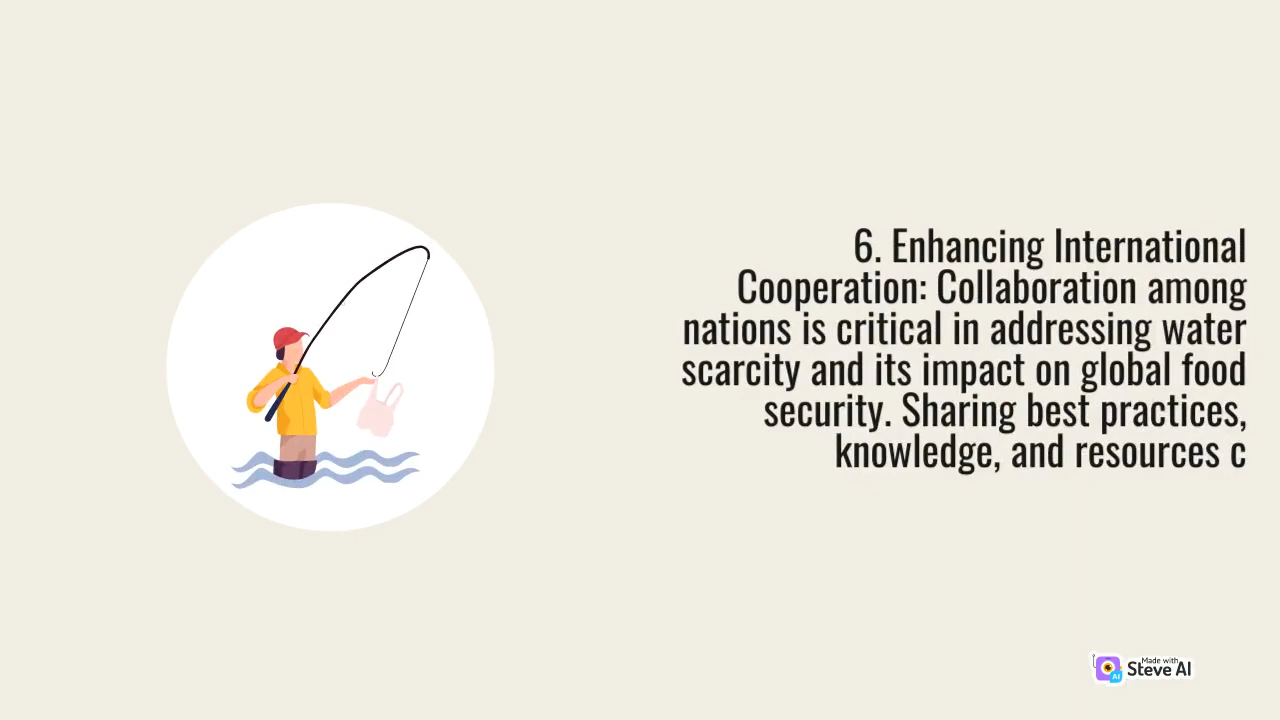 6. Enhancing International
Cooperation: Collaboration among
nations is critical in addressing water
scarcity and its impact on global food
security. Sharing best practices,
knowledge, and resources c
Made with
Steve AI
AI